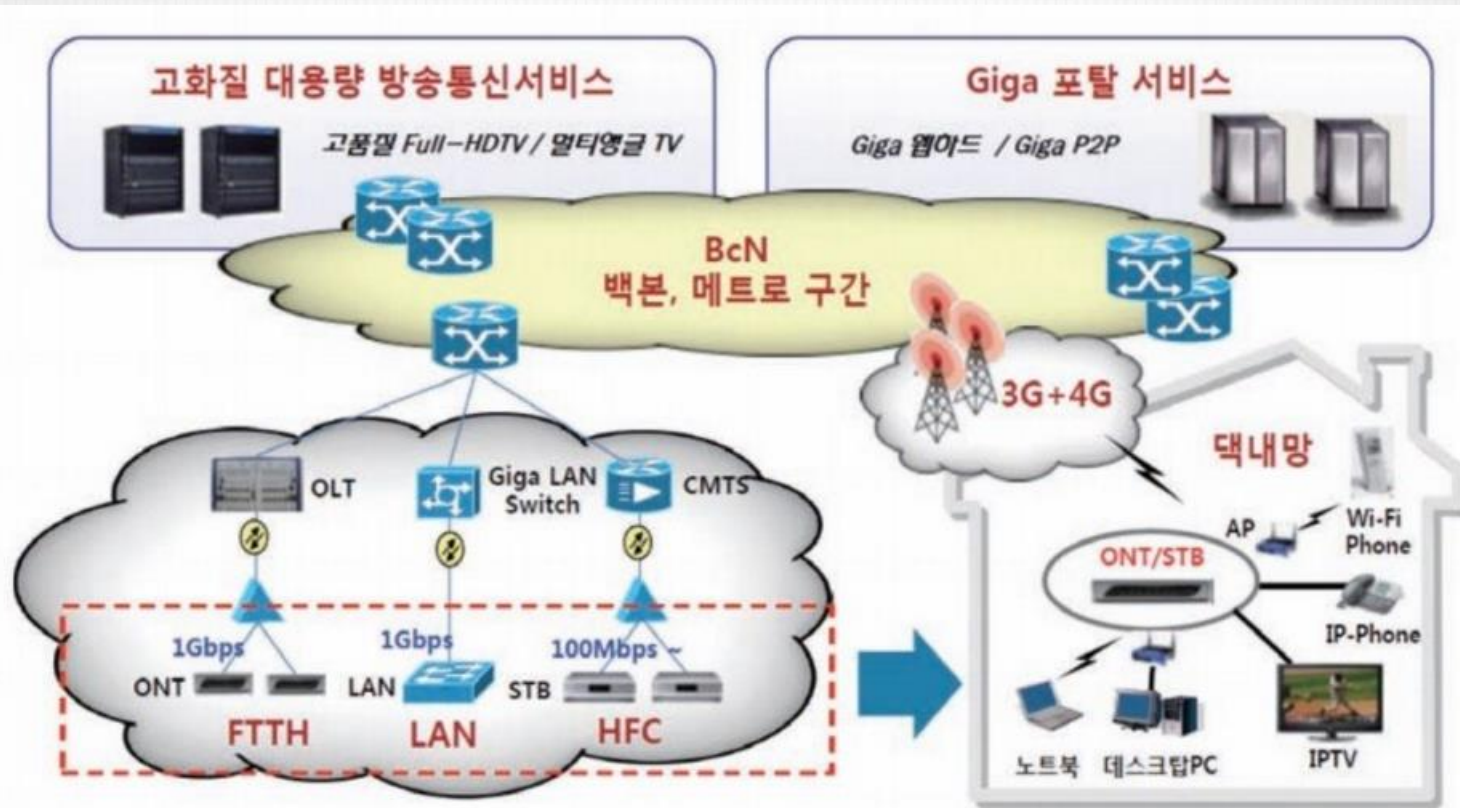 고화질 대용량 방송통신서비스
고품질 Full-HDTV / 멀티앵글 TV
Giga 포탈 서비스
Giga 웹하드 / Giga P2P
BcN
백본, 메트로 구간
3G+4G
OLT
Giga LAN
Switch
CMTS
1Gbps
1Gbps
100Mbps ~
ONT
LAN
STB
FTTH
LAN
HFC
댁내망
AP
Wi-Fi
Phone
ONT/STB
IP-Phone
노트북
데스크탑PC
IPTV